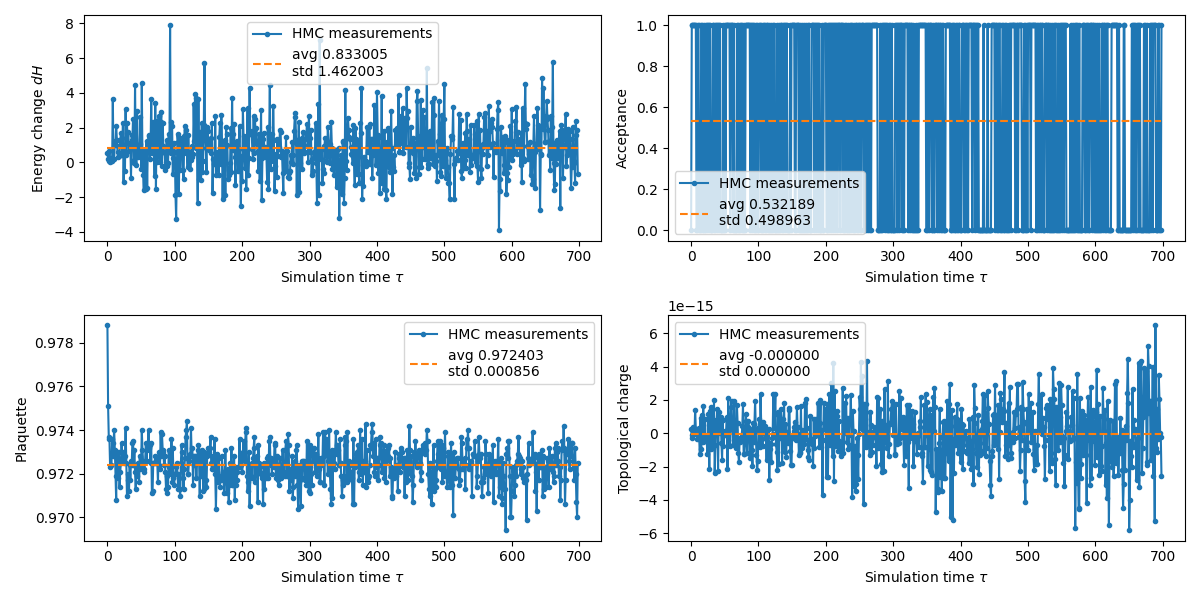 8
6
4
2
0
−2
−4
Energy change dH
HMC measurements
avg 0.833005
std 1.462003
0 100 200 300 400 500 600 700
Simulation time τ
1.0
0.8
0.6
0.4
0.2
0.0
Acceptance
HMC measurements
avg 0.532189
std 0.498963
0 100 200 300 400 500 600 700
Simulation time τ
0.978
0.976
0.974
0.972
0.970
Plaquette
HMC measurements
avg 0.972403
std 0.000856
0 100 200 300 400 500 600 700
Simulation time τ
1e−15
6
4
2
0
−2
−4
−6
Topological charge
HMC measurements
avg -0.000000
std 0.000000
0 100 200 300 400 500 600 700
Simulation time τ